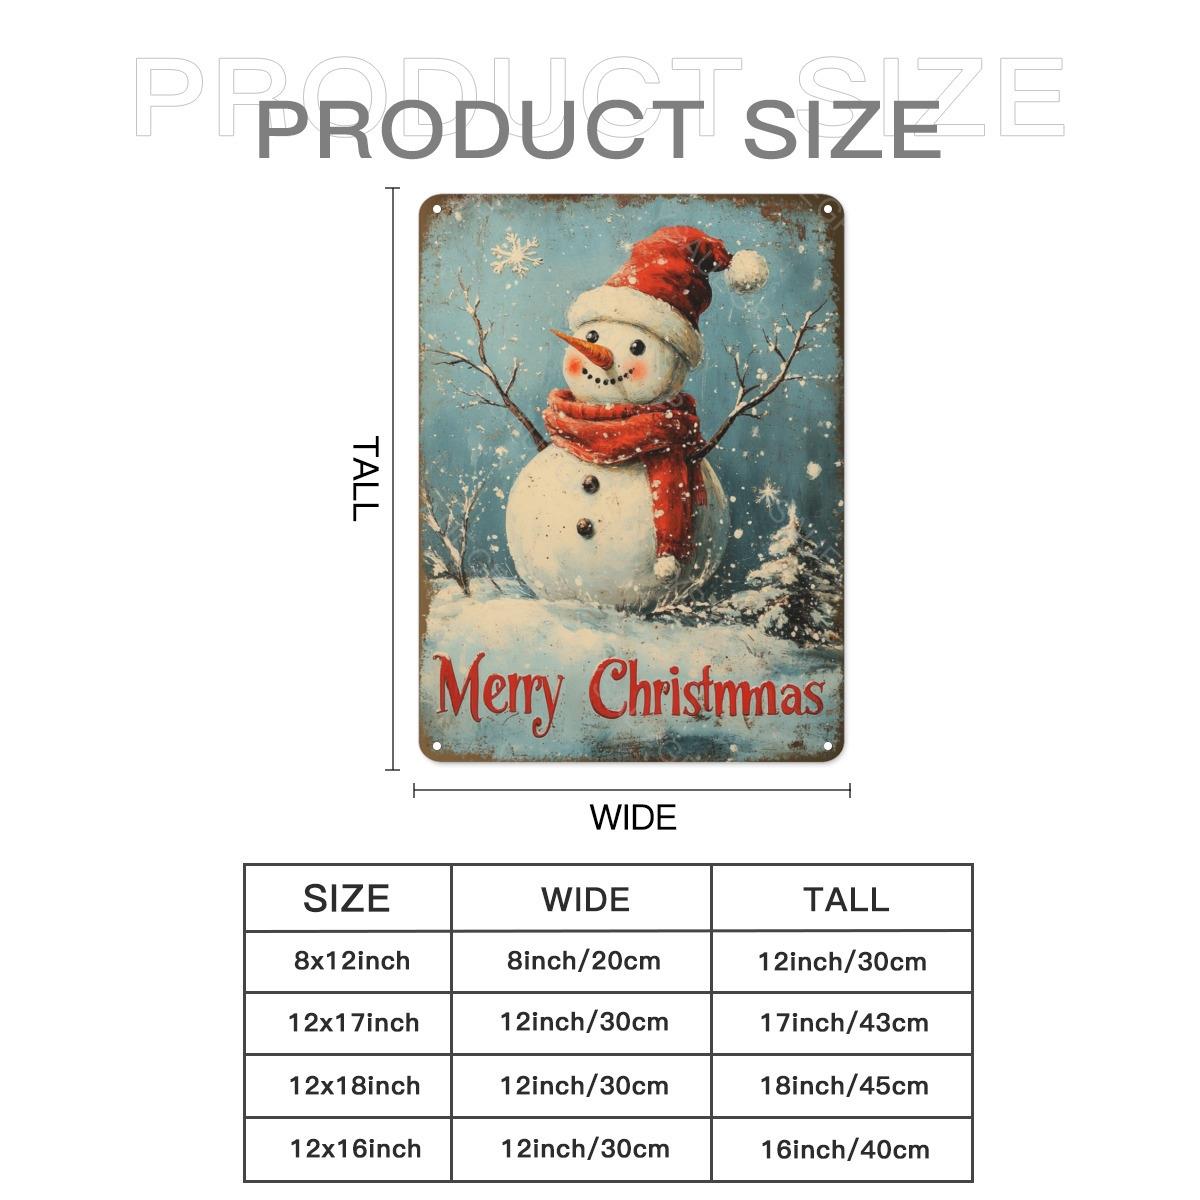 PRODUCT SIZE
PRODUCT SIZE
TALL
Merry Christmmas
WIDE
SIZE WIDE TALL
8x12inch 8inch/20cm 12inch/30cm
12x17inch 12inch/30cm 17inch/43cm
12x18inch 12inch/30cm 18inch/45cm
12x16inch 12inch/30cm 16inch/40cm